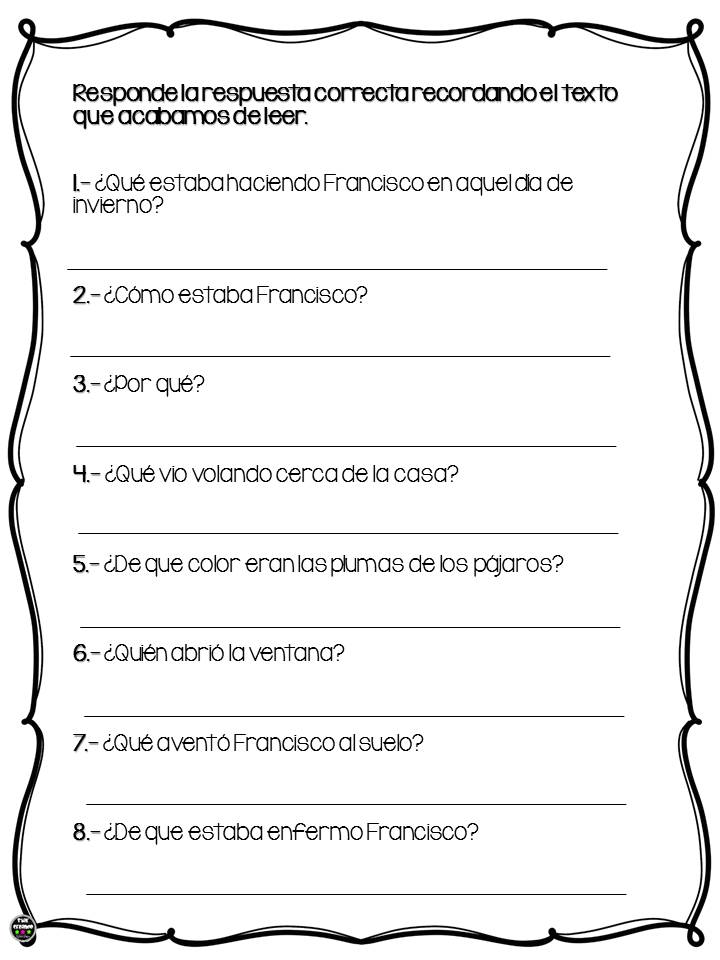 Responde la respuesta correcta recordando el texto
que acabamos de leer.
1.- ¿Qué estaba haciendo Francisco en aquel día de
invierno?
2.- ¿Cómo estaba Francisco?
3.- ¿Por qué?
4.- ¿Qué vio volando cerca de la casa?
5.- ¿De que color eran las plumas de los pájaros?
6.- ¿Quién abrió la ventana?
7.- ¿Qué aventó Francisco al suelo?
8.- ¿De que estaba enfermo Francisco?